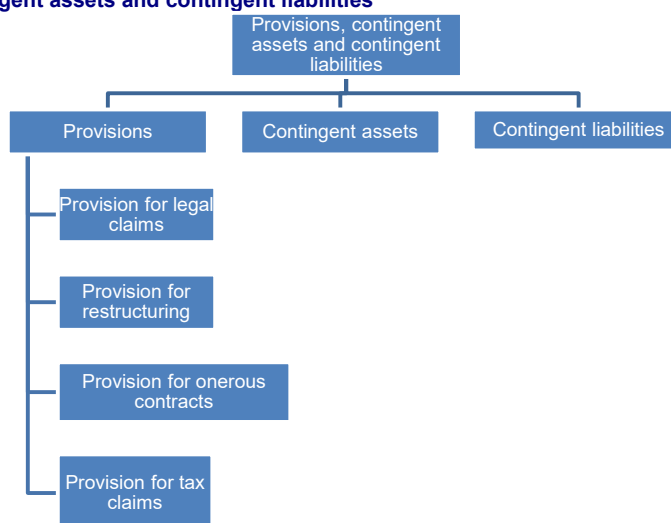 assets and contingent liabilities
Provisions, contingent
assets and contingent
liabilities
Provisions
Contingent assets
Contingent liabilities
Provision for legal
claims
Provision for
restructuring
Provision for onerous
contracts
Provision for tax
claims